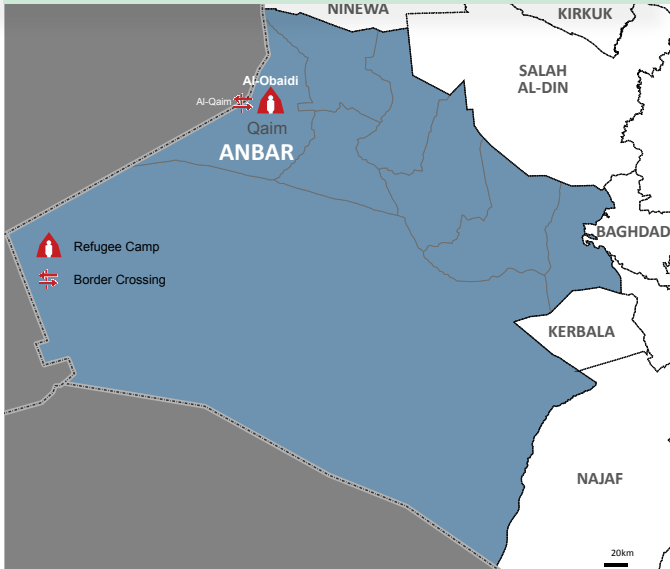 NINEWA
KIRKUK
SALAH
AL-DIN
Al-Obaidi
Al-Qaim
Qaim
ANBAR
BAGHDAD
Refugee Camp
Border Crossing
KERBALA
NAJAF
20km